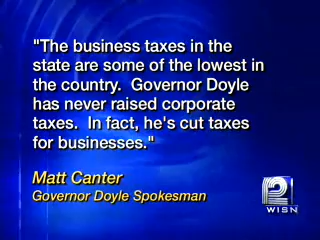 "The business taxes in the
state are some of the lowest in
the country.  Governor Doyle
has never raised corporate
taxes.  In fact, he's cut taxes
for businesses."
Matt Canter
Governor Doyle Spokesman
12
WISN